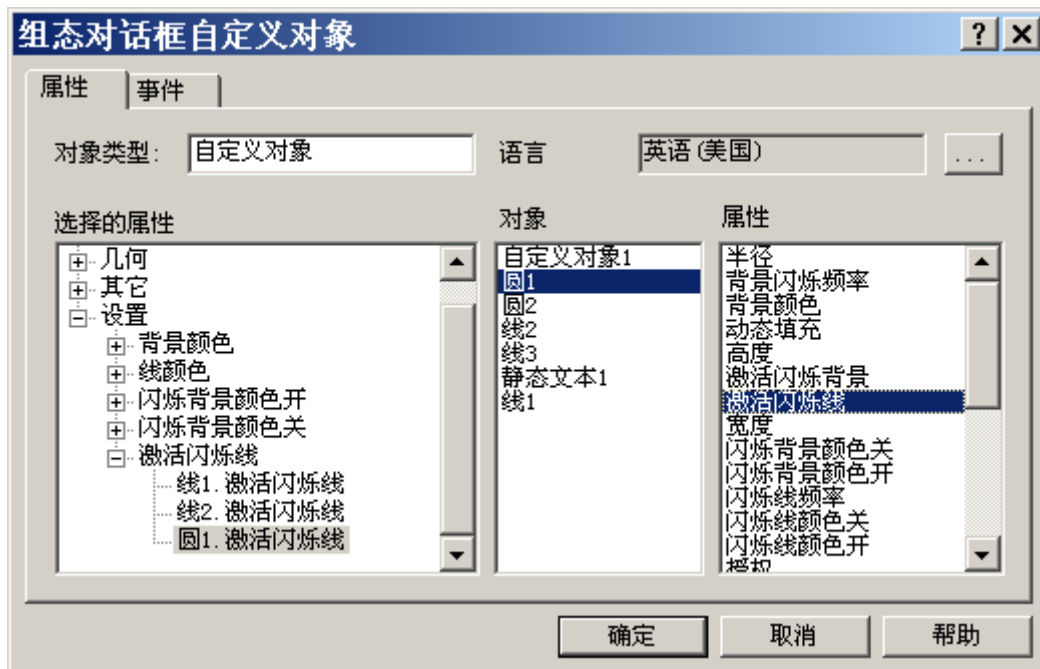 组态对话框自定义对象
属性 事件
对象类型: 自定义对象 语言 英语(美国) ...
选择的属性
几何
其它
设置
背景颜色
线颜色
闪烁背景颜色开
闪烁背景颜色关
激活闪烁线
线1.激活闪烁线
线2.激活闪烁线
圆1.激活闪烁线
对象
自定义对象1
圆1
圆2
线2
线3
静态文本1
线1
属性
半径
背景闪烁频率
背景颜色
动态填充
高度
激活闪烁背景
激活闪烁线
宽度
闪烁背景颜色关
闪烁背景颜色开
闪烁线频率
闪烁线颜色关
闪烁线颜色开
授权
确定 取消 帮助